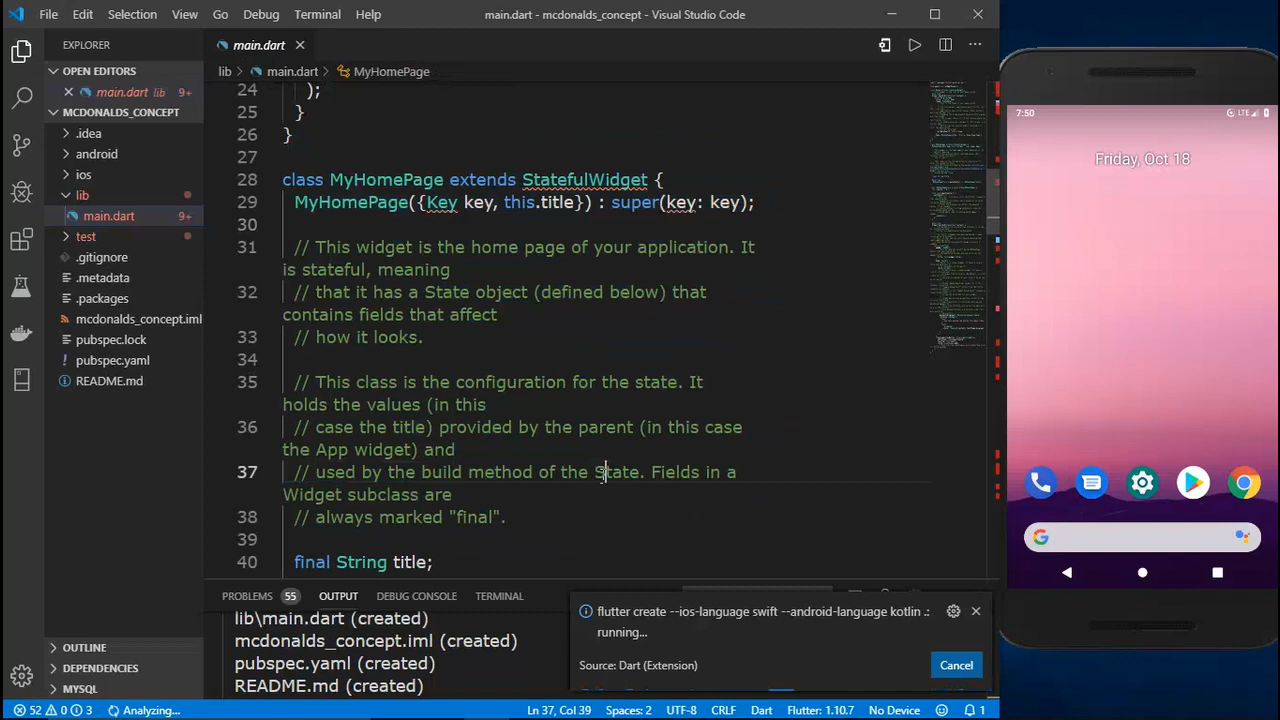 File Edit Selection View Go Debug Terminal Help
main.dart - mcdonalds_concept - Visual Studio Code
EXPLORER
OPEN EDITORS
main.dart lib 9+
MCDONALDS_CONCEPT
.idea
android
ios
lib
main.dart 9+
test
.gitignore
.metadata
.packages
mcdonalds_concept.iml
pubspec.lock
pubspec.yaml
README.md
OUTLINE
DEPENDENCIES
MYSQL
main.dart
lib > main.dart > MyHomePage
24 );
25 }
26 }
27
28 class MyHomePage extends StatefulWidget {
29 MyHomePage({Key key, this.title}) : super(key: key);
30
31 // This widget is the home page of your application. It
is stateful, meaning
32 // that it has a State object (defined below) that
contains fields that affect
33 // how it looks.
34
35 // This class is the configuration for the state. It
holds the values (in this
36 // case the title) provided by the parent (in this case
the App widget) and
37 // used by the build method of the State. Fields in a
Widget subclass are
38 // always marked "final".
39
40 final String title;
PROBLEMS 55 OUTPUT DEBUG CONSOLE TERMINAL
lib\main.dart (created)
mcdonalds_concept.iml (created)
pubspec.yaml (created)
README.md (created)
flutter create --ios-language swift --android-language kotlin .:
running...
Source: Dart (Extension)
Cancel
52 0 3 Analyzing...
Ln 37, Col 39 Spaces: 2 UTF-8 CRLF Dart Flutter: 1.10.7 No Device 1
7:50 LTE
Friday, Oct 18